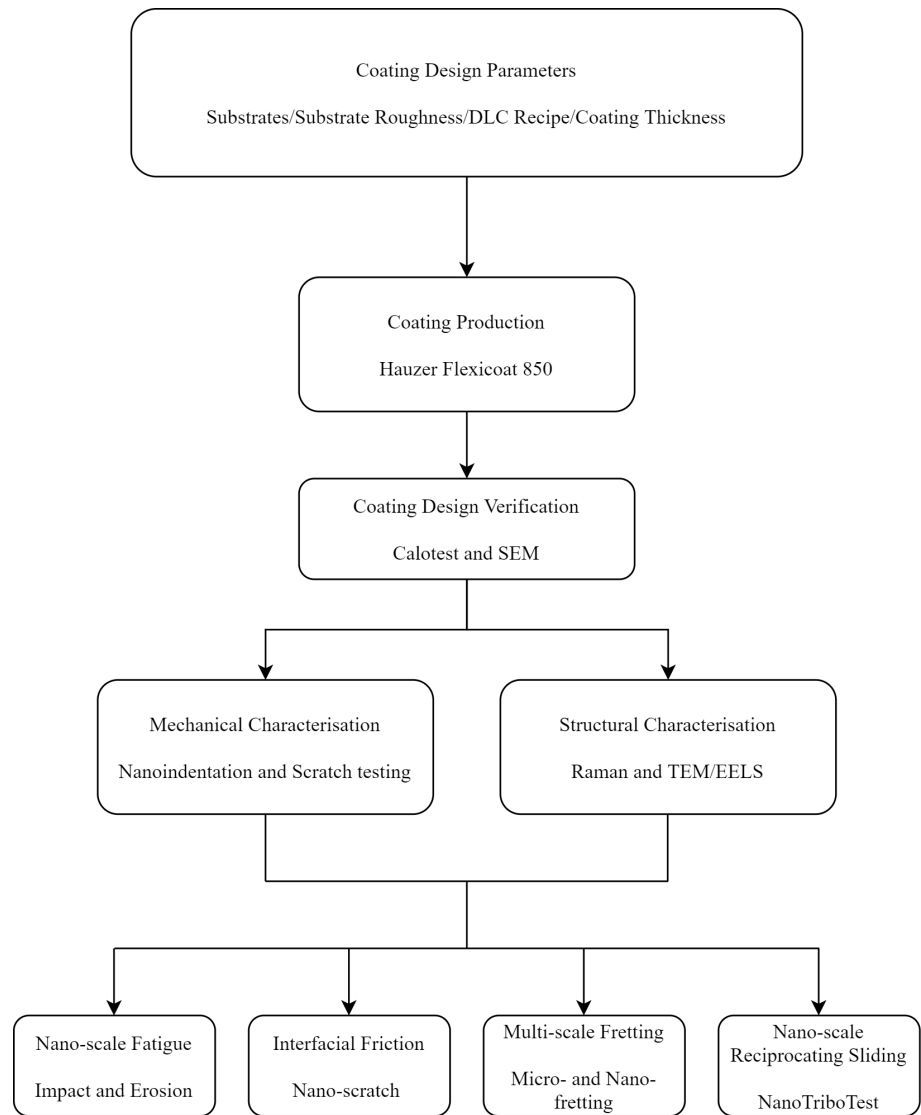 Coating Design Parameters
Substrates/Substrate Roughness/DLC Recipe/Coating Thickness
Coating Production
Hauzer Flexicoat 850
Coating Design Verification
Calotest and SEM
Mechanical Characterisation
Nanoindentation and Scratch testing
Structural Characterisation
Raman and TEM/EELS
Nano-scale Fatigue
Impact and Erosion
Interfacial Friction
Nano-scratch
Multi-scale Fretting
Micro- and Nano-
fretting
Nano-scale
Reciprocating Sliding
NanoTriboTest